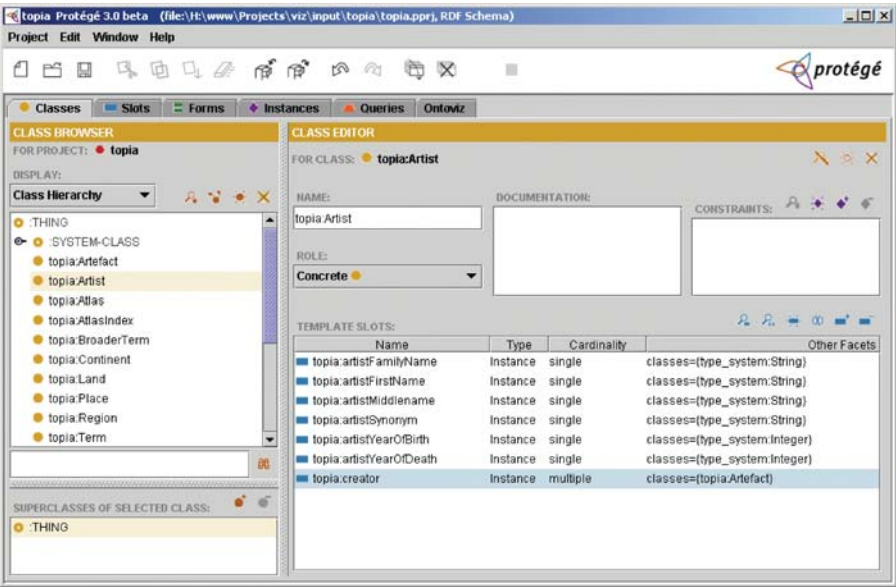 topia Protégé 3.0 beta (file:\H:\www\Projects\viz\input\topia\topia.pprj, RDF Schema)
Project Edit Window Help
protégé
Classes Slots Forms Instances Queries Ontoviz
CLASS BROWSER
FOR PROJECT: topia
DISPLAY:
Class Hierarchy
:THING
:SYSTEM-CLASS
topia:Artefact
topia:Artist
topia:Atlas
topia:AtlasIndex
topia:BroaderTerm
topia:Continent
topia:Land
topia:Place
topia:Region
topia:Term
SUPERCLASSES OF SELECTED CLASS:
:THING
CLASS EDITOR
FOR CLASS: topia:Artist
NAME:
topia:Artist
DOCUMENTATION:
CONSTRAINTS:
ROLE:
Concrete
TEMPLATE SLOTS:
Name Type Cardinality Other Facets
topia:artistFamilyName Instance single classes={type_system:String}
topia:artistFirstName Instance single classes={type_system:String}
topia:artistMiddlename Instance single classes={type_system:String}
topia:artistSynonym Instance single classes={type_system:String}
topia:artistYearOfBirth Instance single classes={type_system:Integer}
topia:artistYearOfDeath Instance single classes={type_system:Integer}
topia:creator Instance multiple classes={topia:Artefact}